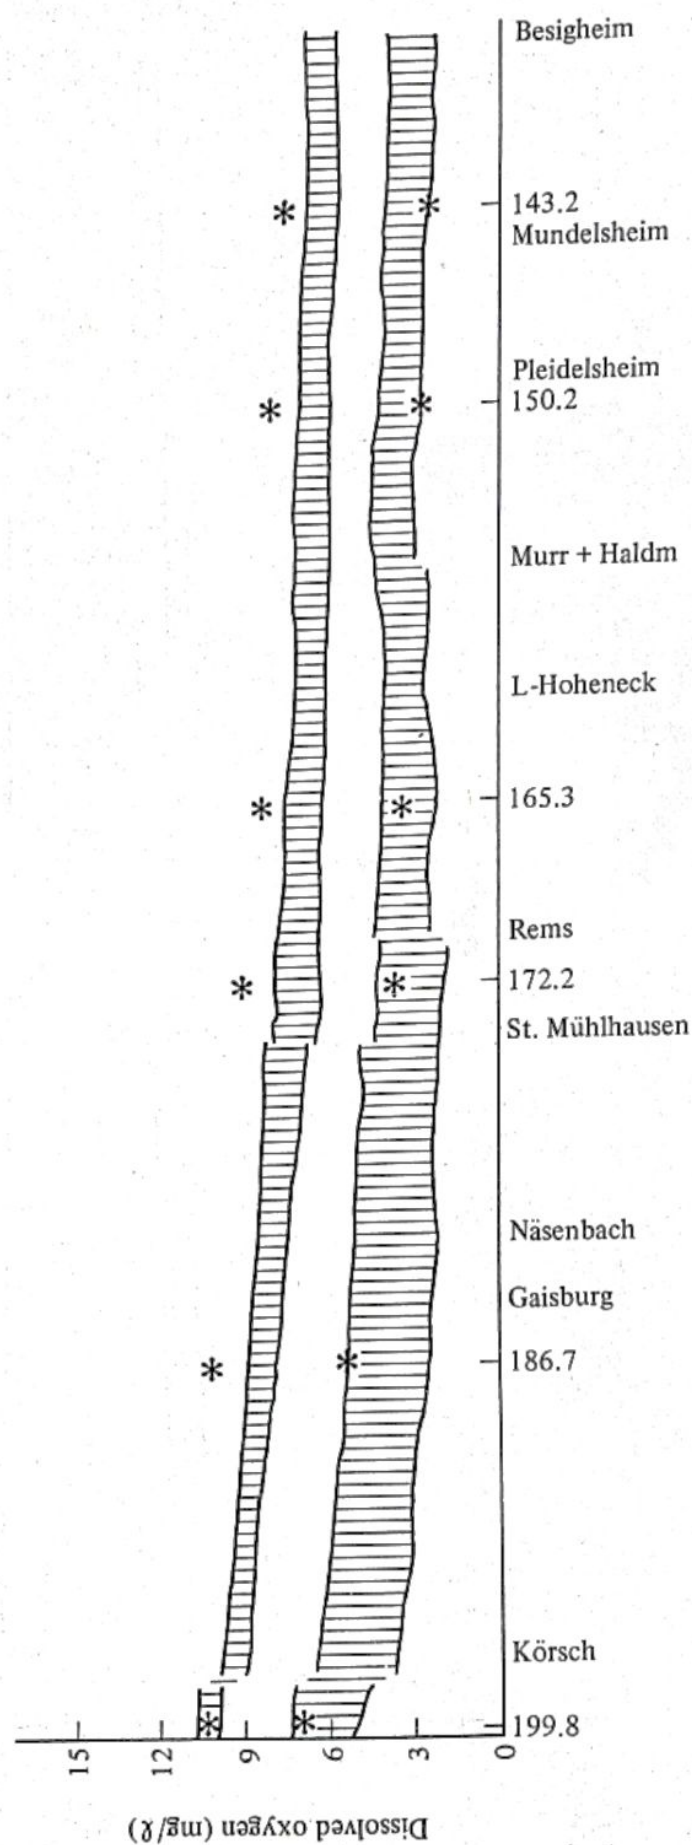 Besigheim
143.2
Mundelsheim
Pleidelsheim
150.2
Murr + Haldm
L-Hoheneck
165.3
Rems
172.2
St. Mühlhausen
Näsenbach
Gaisburg
186.7
Körsch
199.8
15
12
9
6
3
0
Dissolved oxygen (mg/ℓ)